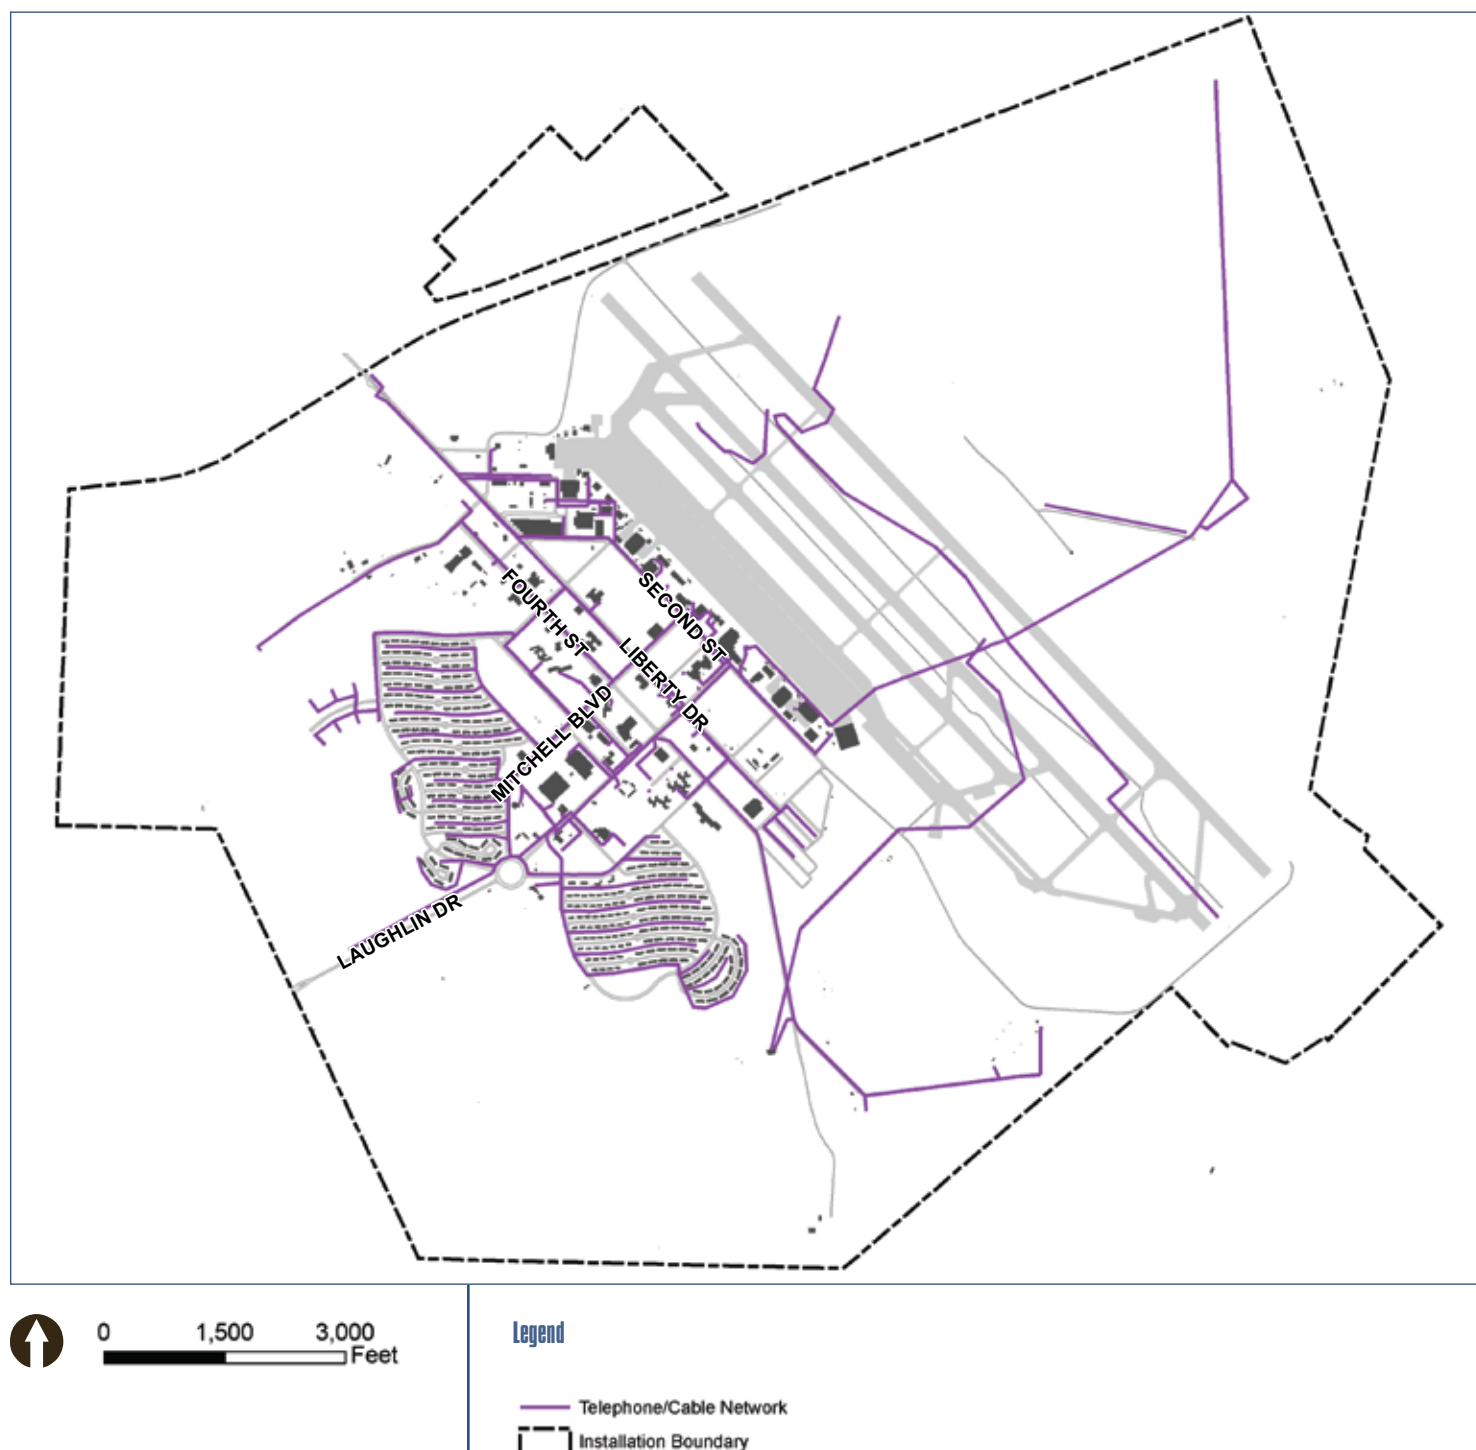 SECOND ST
FOURTH ST
LIBERTY DR
MITCHELL BLVD
LAUGHLIN DR
0 1,500 3,000
Feet
Legend
Telephone/Cable Network
Installation Boundary